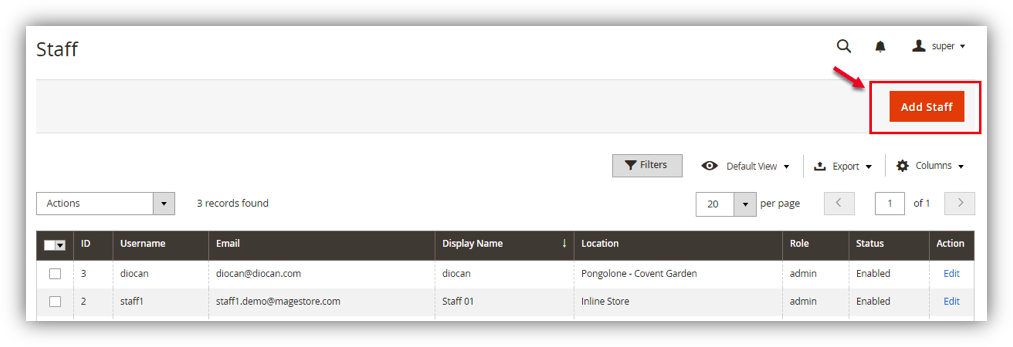 Staff
super
Add Staff
Filters Default View Export Columns
Actions 3 records found 20 per page 1 of 1
ID Username Email Display Name ↓ Location Role Status Action
3 diocan diocan@diocan.com diocan Pongolone - Covent Garden admin Enabled Edit
2 staff1 staff1.demo@magestore.com Staff 01 Inline Store admin Enabled Edit